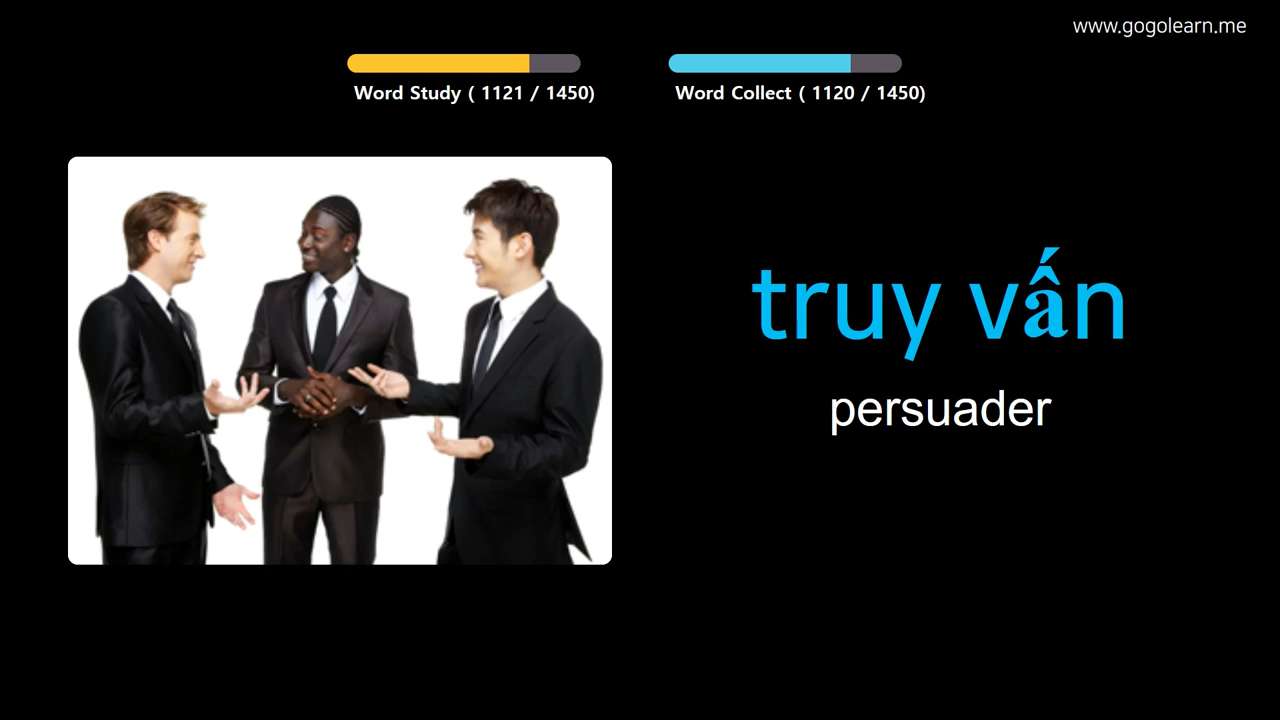 www.gogolearn.me
Word Study ( 1121 / 1450)
Word Collect ( 1120 / 1450)
truy vấn
persuader